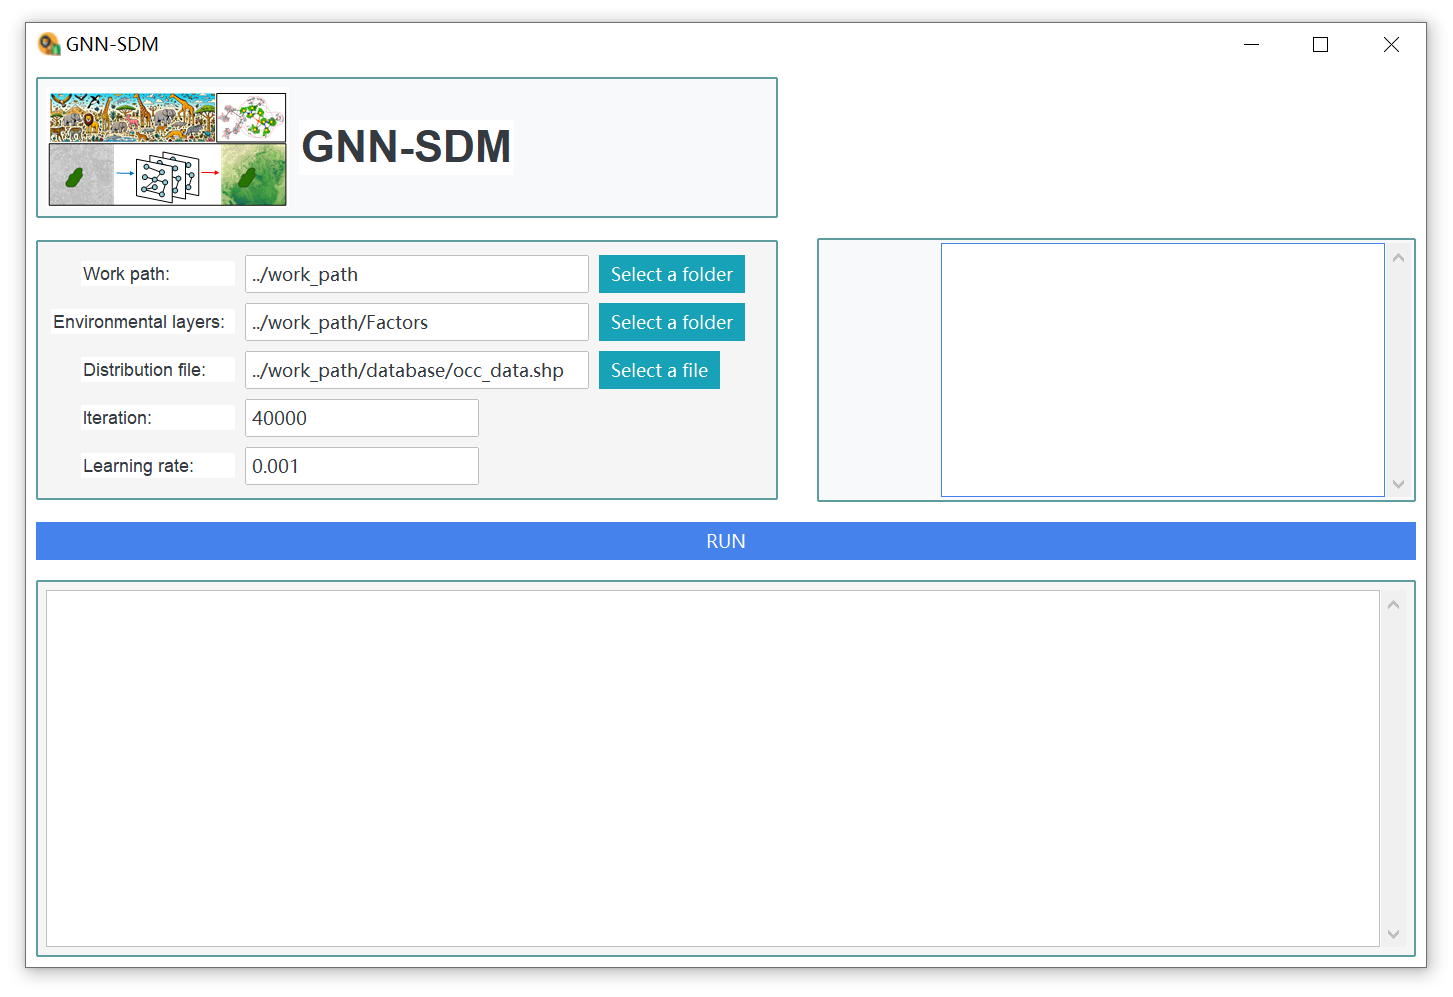 GNN-SDM
GNN-SDM
Work path: ../work_path Select a folder
Environmental layers: ../work_path/Factors Select a folder
Distribution file: ../work_path/database/occ_data.shp Select a file
Iteration: 40000
Learning rate: 0.001
RUN